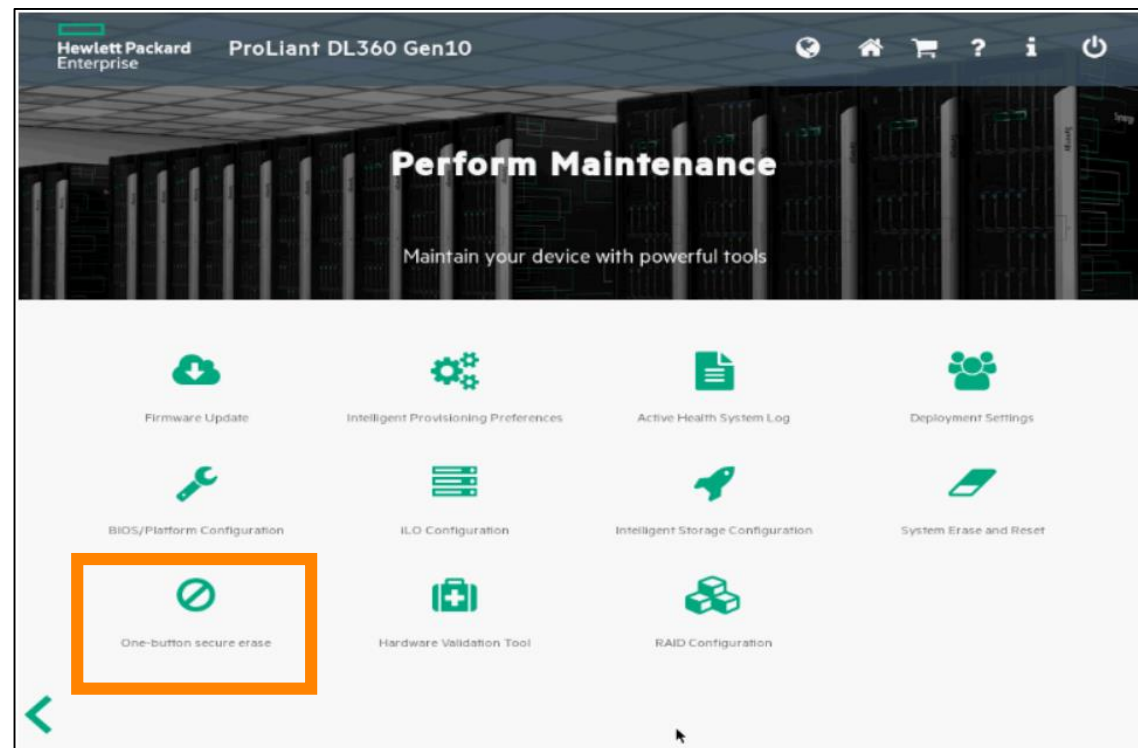 Hewlett Packard
Enterprise
ProLiant DL360 Gen10
?
i
Perform Maintenance
Maintain your device with powerful tools
Firmware Update
Intelligent Provisioning Preferences
Active Health System Log
Deployment Settings
BIOS/Platform Configuration
iLO Configuration
Intelligent Storage Configuration
System Erase and Reset
One-button secure erase
Hardware Validation Tool
RAID Configuration